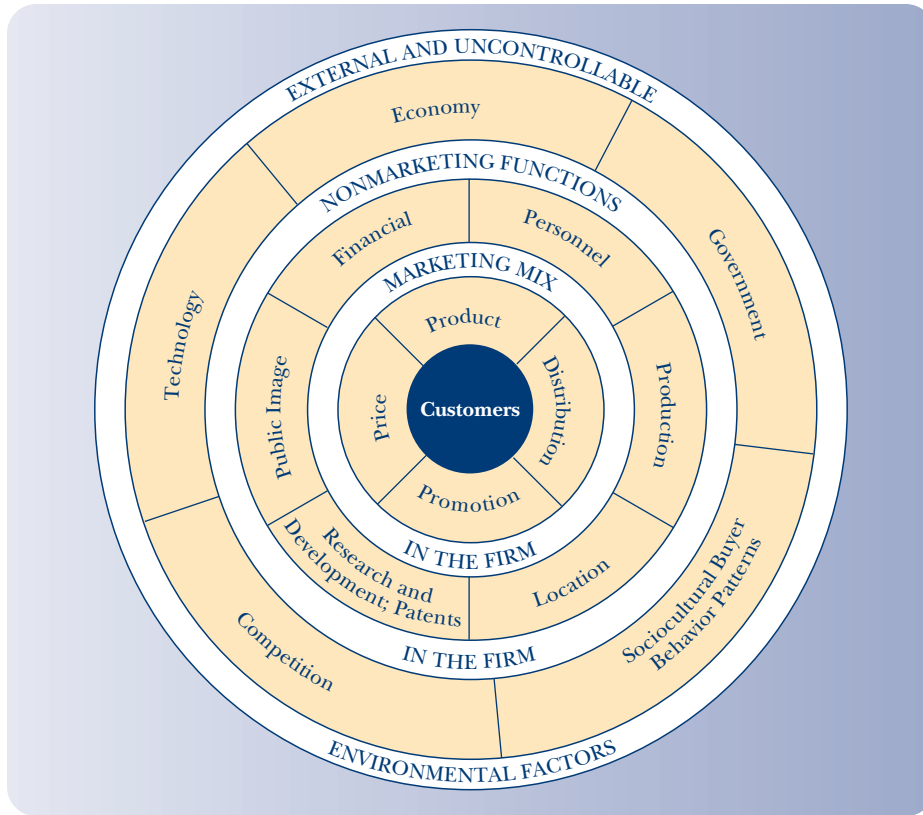 EXTERNAL AND UNCONTROLLABLE
Economy
Government
Technology
Sociocultural Buyer
Behavior Patterns
Competition
ENVIRONMENTAL FACTORS
NONMARKETING FUNCTIONS
Financial
Personnel
Public Image
Production
Research and
Development; Patents
Location
IN THE FIRM
MARKETING MIX
Product
Price
Distribution
Promotion
IN THE FIRM
Customers